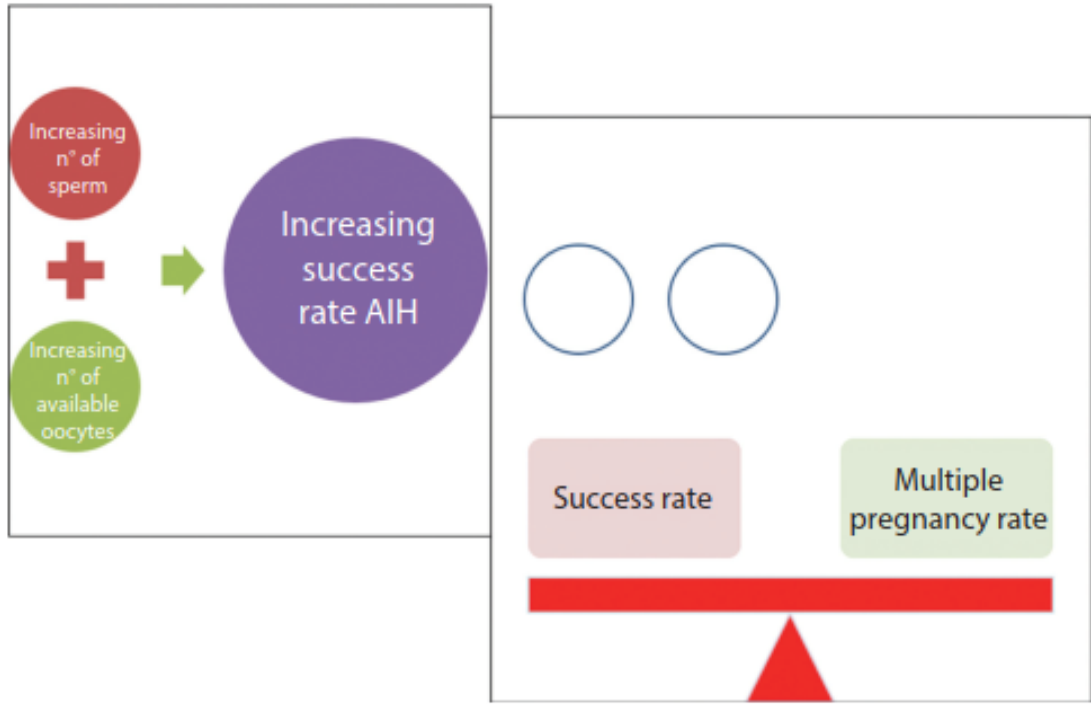 Increasing
n° of
sperm
Increasing
n° of
available
oocytes
Increasing
success
rate AIH
Success rate
Multiple
pregnancy rate